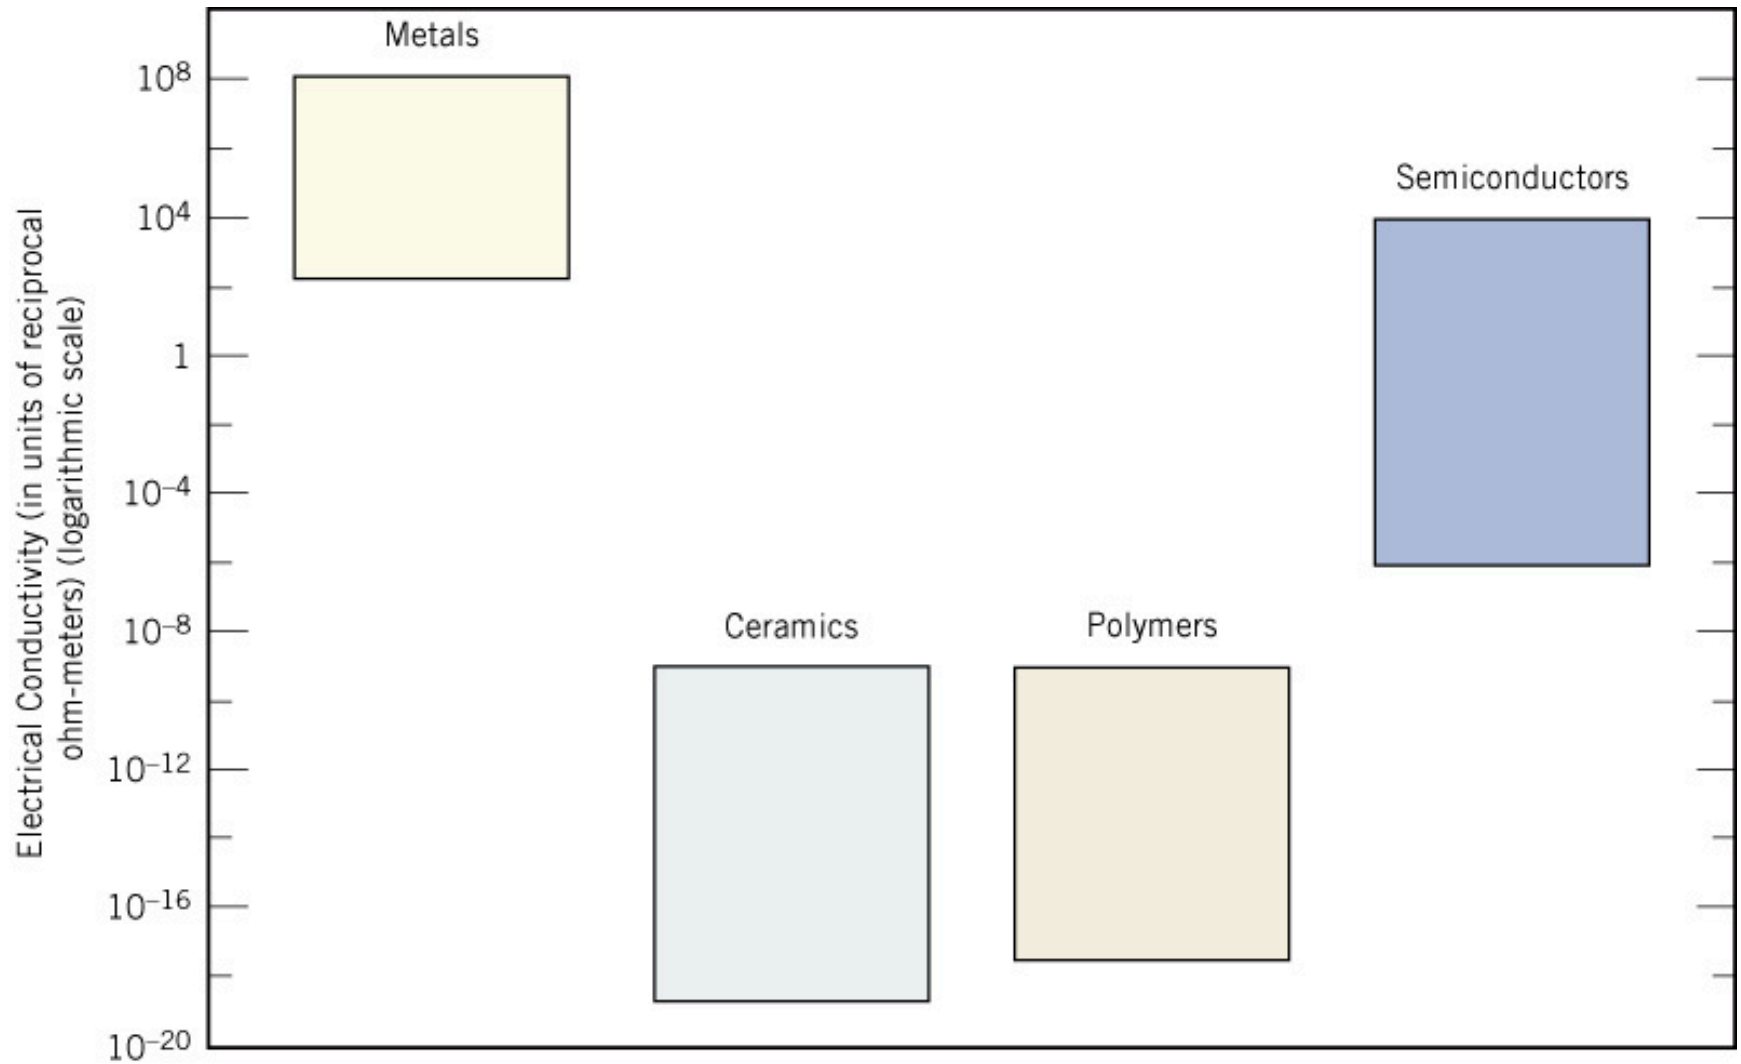 Metals
10⁸
Semiconductors
10⁴
1
10⁻⁴
Ceramics
Polymers
10⁻⁸
10⁻¹²
10⁻¹⁶
10⁻²⁰
Electrical Conductivity (in units of reciprocal
ohm-meters) (logarithmic scale)